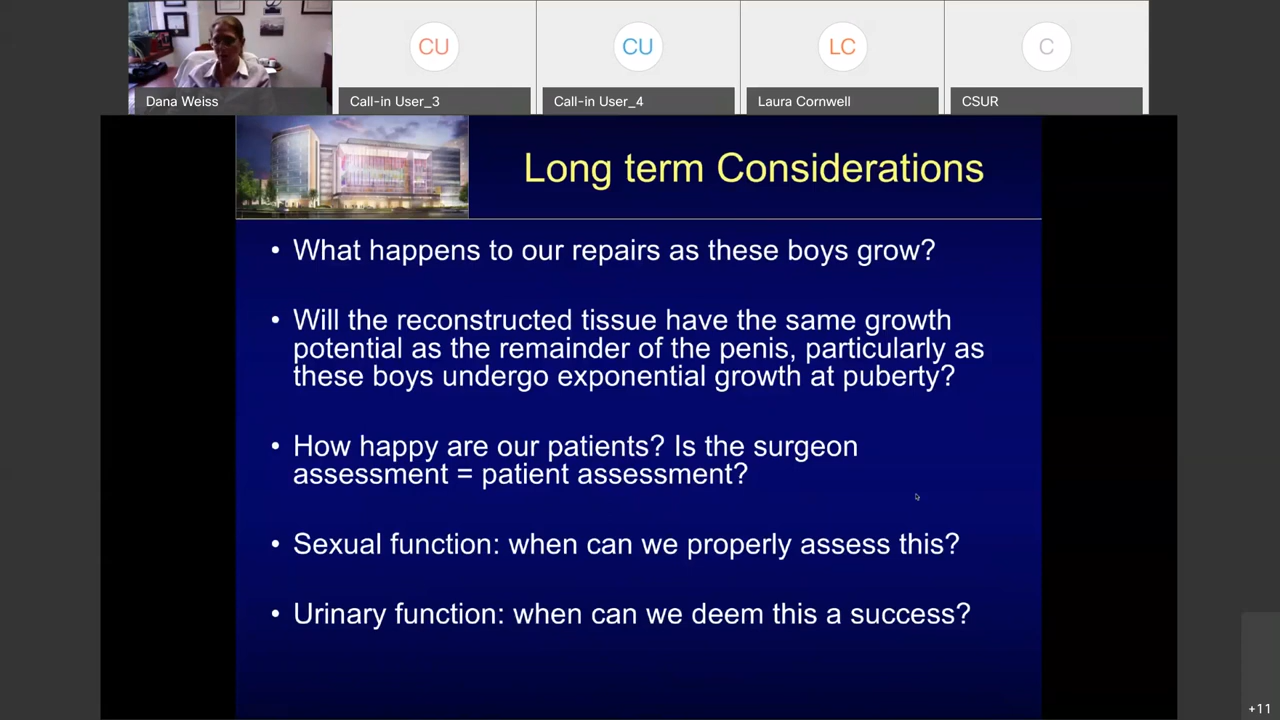 CU
CU
LC
C
Dana Weiss
Call-in User_3
Call-in User_4
Laura Cornwell
CSUR
Long term Considerations
• What happens to our repairs as these boys grow?
• Will the reconstructed tissue have the same growth
potential as the remainder of the penis, particularly as
these boys undergo exponential growth at puberty?
• How happy are our patients? Is the surgeon
assessment = patient assessment?
• Sexual function: when can we properly assess this?
• Urinary function: when can we deem this a success?
+11